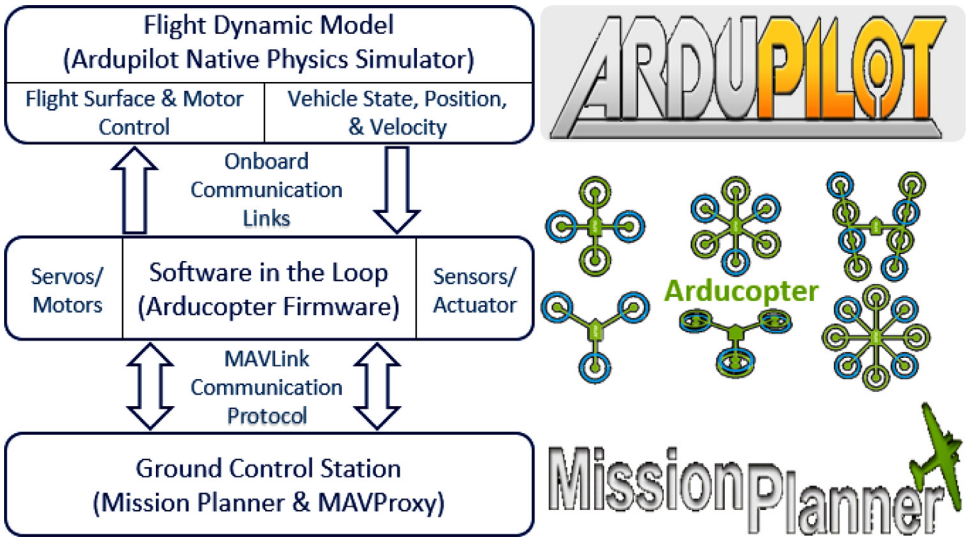 Flight Dynamic Model
(Ardupilot Native Physics Simulator)
Flight Surface & Motor
Control
Vehicle State, Position,
& Velocity
Onboard
Communication
Links
Servos/
Motors
Software in the Loop
(Arducopter Firmware)
Sensors/
Actuator
MAVLink
Communication
Protocol
Ground Control Station
(Mission Planner & MAVProxy)
ARDUPILOT
Arducopter
MissionPlanner